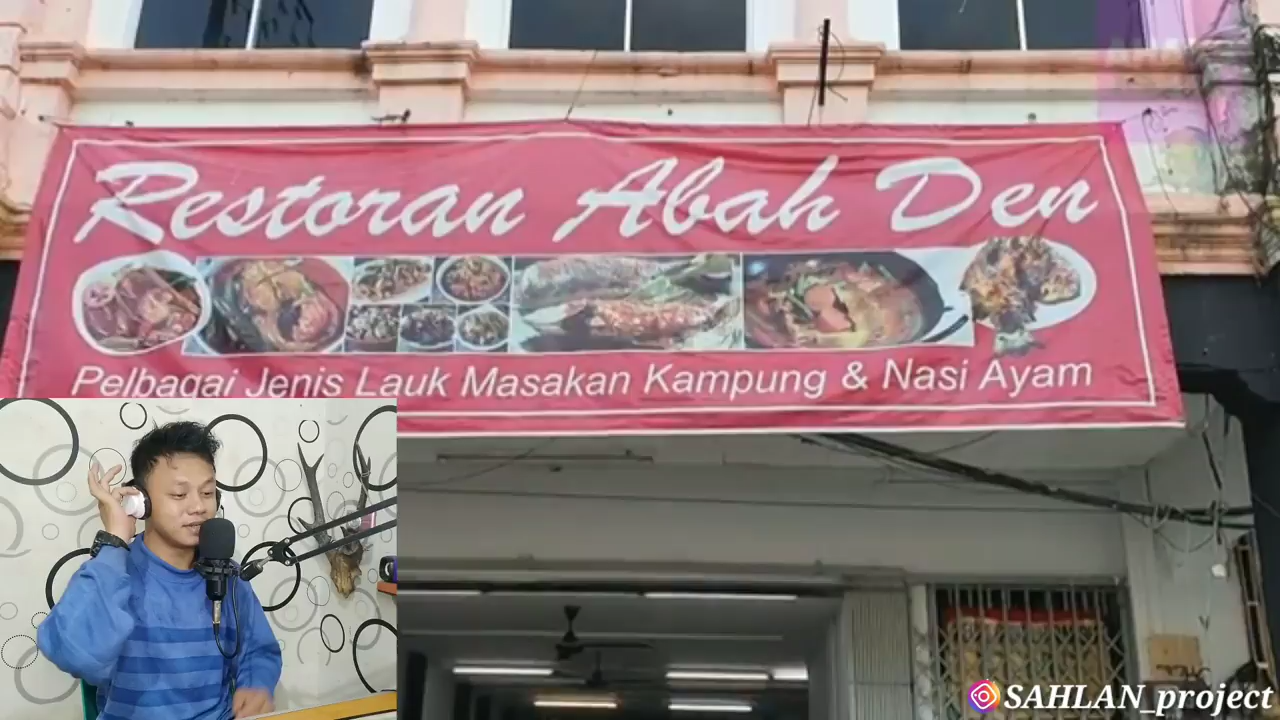 Restoran Abah Den
Pelbagai Jenis Lauk Masakan Kampung & Nasi Ayam
SAHLAN_project